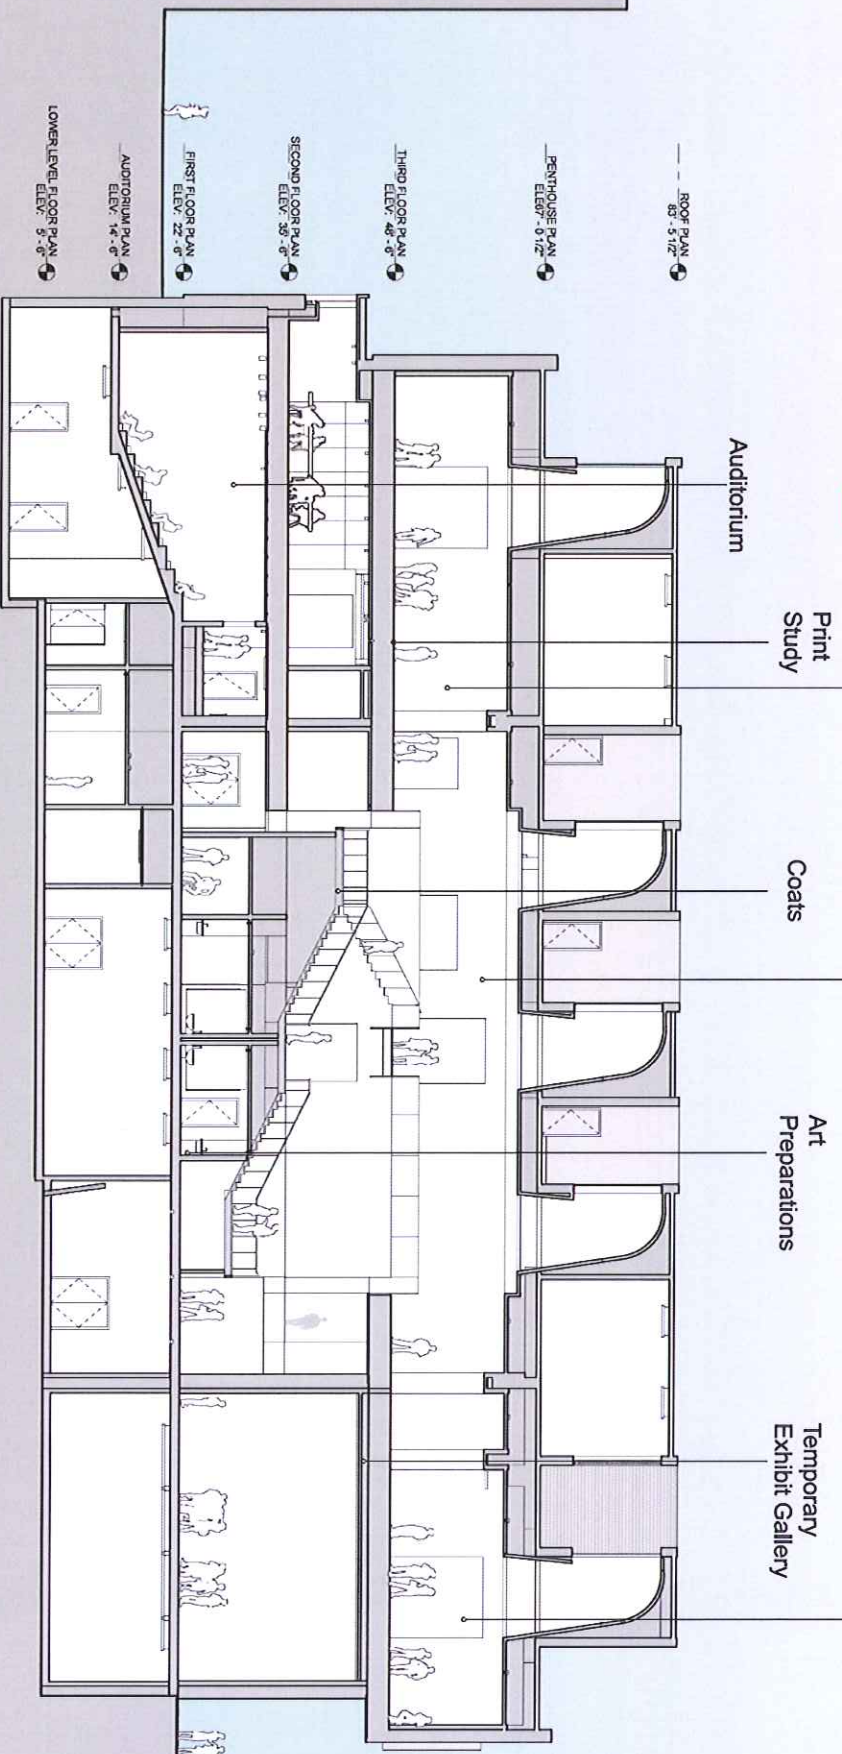 ROOF PLAN
83' - 5 1/2"
PENTHOUSE PLAN
ELE67' - 0 1/2"
THIRD FLOOR PLAN
ELEV: 48' - 6"
SECOND FLOOR PLAN
ELEV: 35' - 6"
FIRST FLOOR PLAN
ELEV: 22' - 6"
AUDITORIUM PLAN
ELEV: 14' - 6"
LOWER LEVEL FLOOR PLAN
ELEV: 5' - 6"
Auditorium
Print
Study
Coats
Art
Preparations
Temporary
Exhibit Gallery